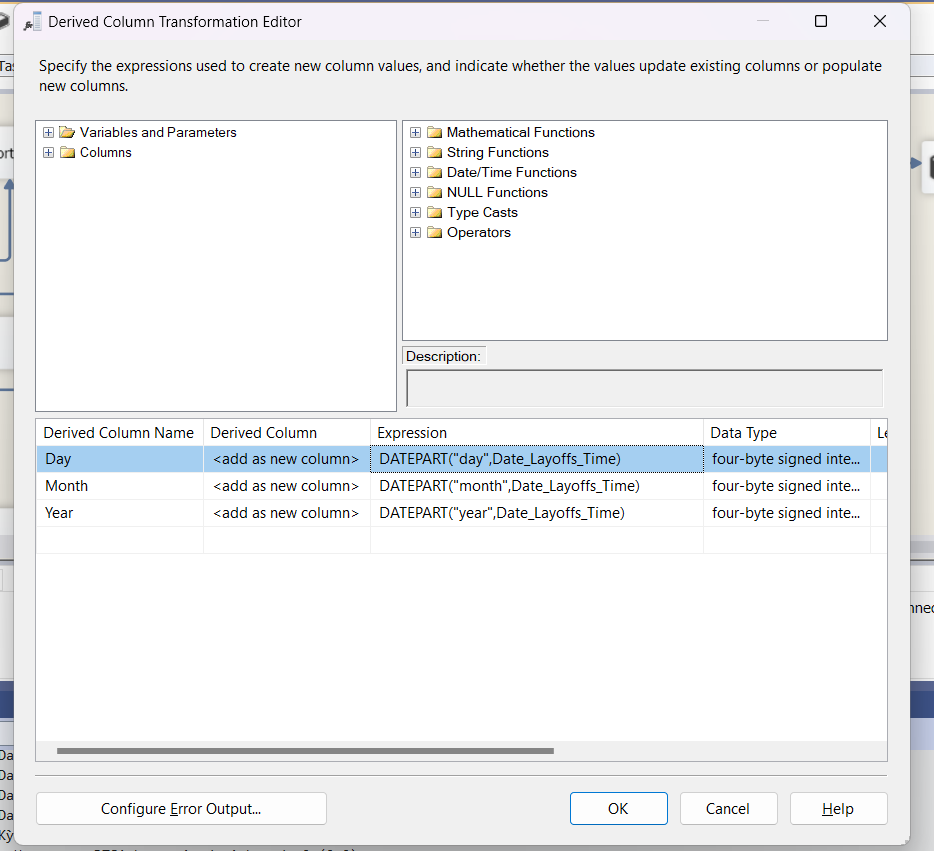 Derived Column Transformation Editor
Specify the expressions used to create new column values, and indicate whether the values update existing columns or populate
new columns.
Variables and Parameters
Columns
Mathematical Functions
String Functions
Date/Time Functions
NULL Functions
Type Casts
Operators
Description:
Derived Column Name Derived Column Expression Data Type Le
Day <add as new column> DATEPART("day",Date_Layoffs_Time) four-byte signed inte...
Month <add as new column> DATEPART("month",Date_Layoffs_Time) four-byte signed inte...
Year <add as new column> DATEPART("year",Date_Layoffs_Time) four-byte signed inte...
Configure Error Output... OK Cancel Help